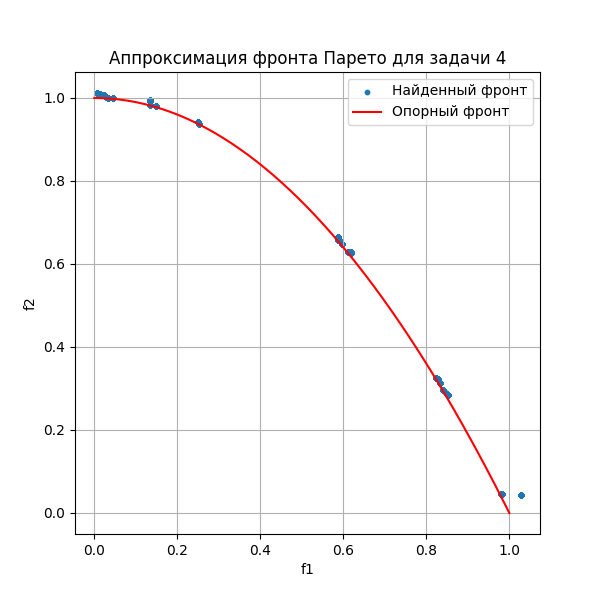 Аппроксимация фронта Парето для задачи 4
Найденный фронт
Опорный фронт
1.0
0.8
0.6
0.4
0.2
0.0
f2
0.0 0.2 0.4 0.6 0.8 1.0
f1